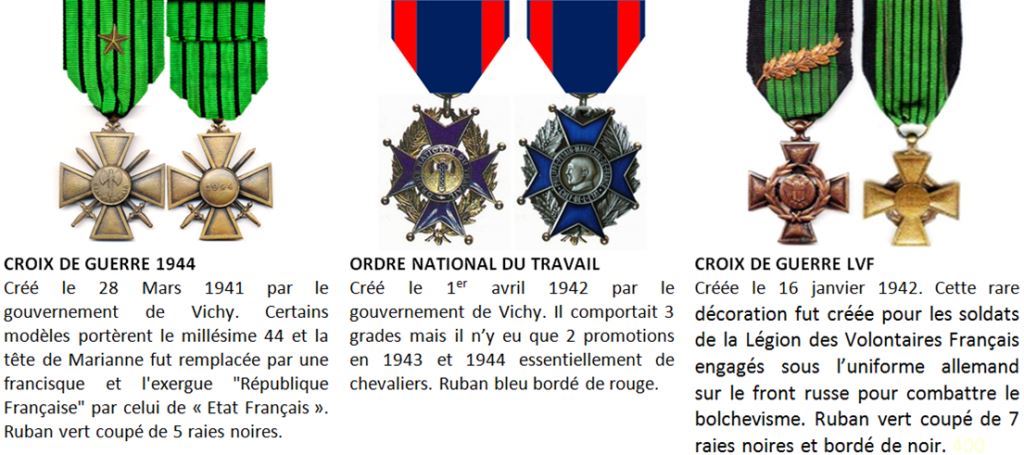 CROIX DE GUERRE 1944
Créé le 28 Mars 1941 par le
gouvernement de Vichy. Certains
modèles portèrent le millésime 44 et la
tête de Marianne fut remplacée par une
francisque et l'exergue "République
Française" par celui de « Etat Français ».
Ruban vert coupé de 5 raies noires.
ORDRE NATIONAL DU TRAVAIL
Créé le 1er avril 1942 par le
gouvernement de Vichy. Il comportait 3
grades mais il n’y eu que 2 promotions
en 1943 et 1944 essentiellement de
chevaliers. Ruban bleu bordé de rouge.
CROIX DE GUERRE LVF
Créée le 16 janvier 1942. Cette rare
décoration fut créée pour les soldats
de la Légion des Volontaires Français
engagés sous l’uniforme allemand
sur le front russe pour combattre le
bolchevisme. Ruban vert coupé de 7
raies noires et bordé de noir. 400
1944